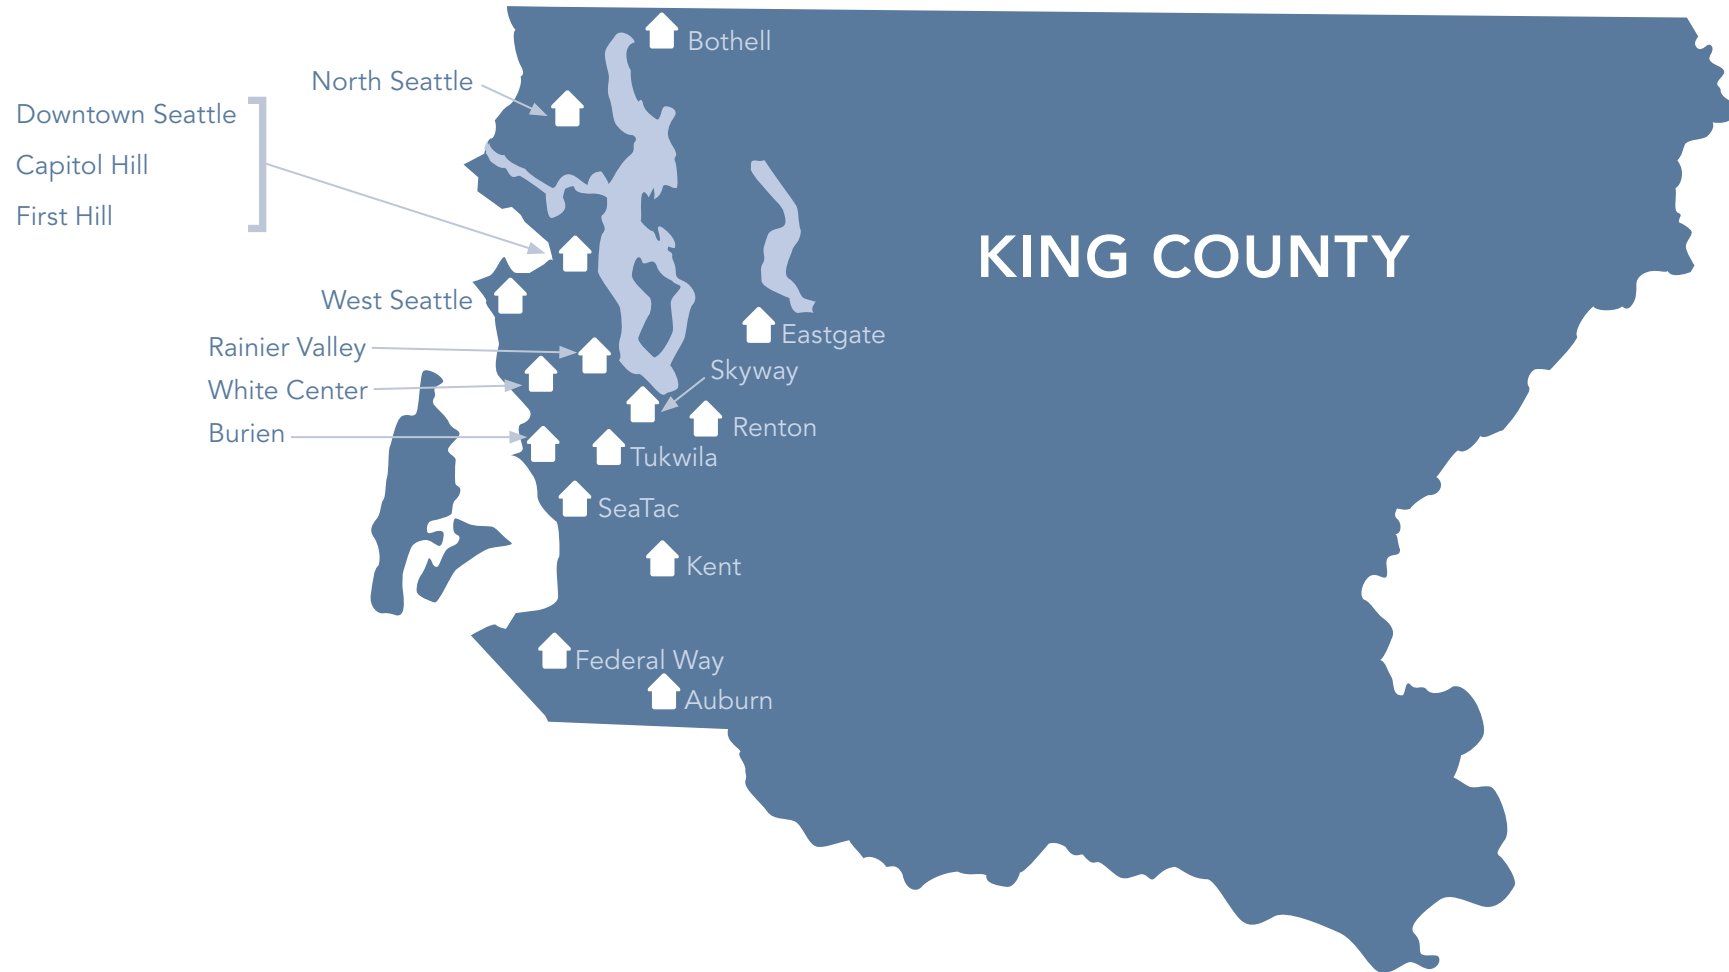 Bothell
North Seattle
Downtown Seattle
Capitol Hill
First Hill
KING COUNTY
West Seattle
Eastgate
Rainier Valley
Skyway
White Center
Renton
Burien
Tukwila
SeaTac
Kent
Federal Way
Auburn